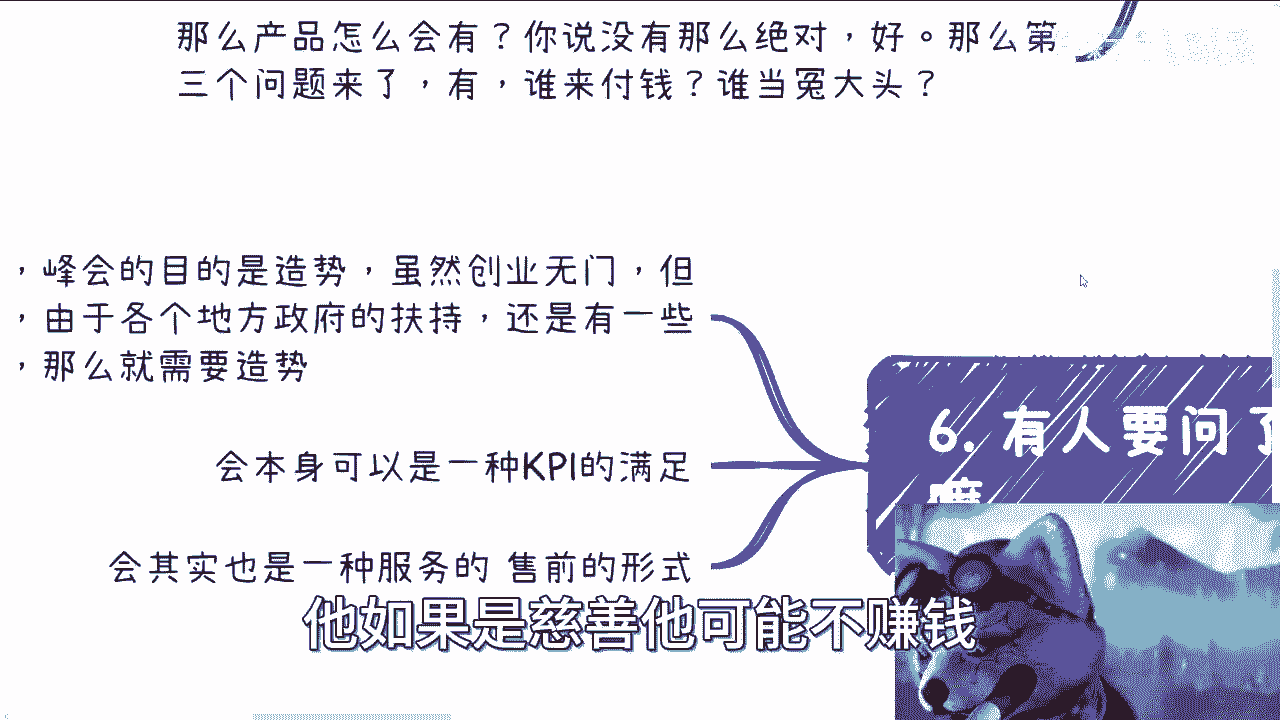 那么产品怎么会有？你说没有那么绝对，好。那么第
三个问题来了，有，谁来付钱？谁当冤大头？
，峰会的目的是造势，虽然创业无门，但
，由于各个地方政府的扶持，还是有一些
，那么就需要造势
会本身可以是一种KPI的满足
会其实也是一种服务的 售前的形式
6. 有人要问了
嘛
他如果是慈善他可能不赚钱